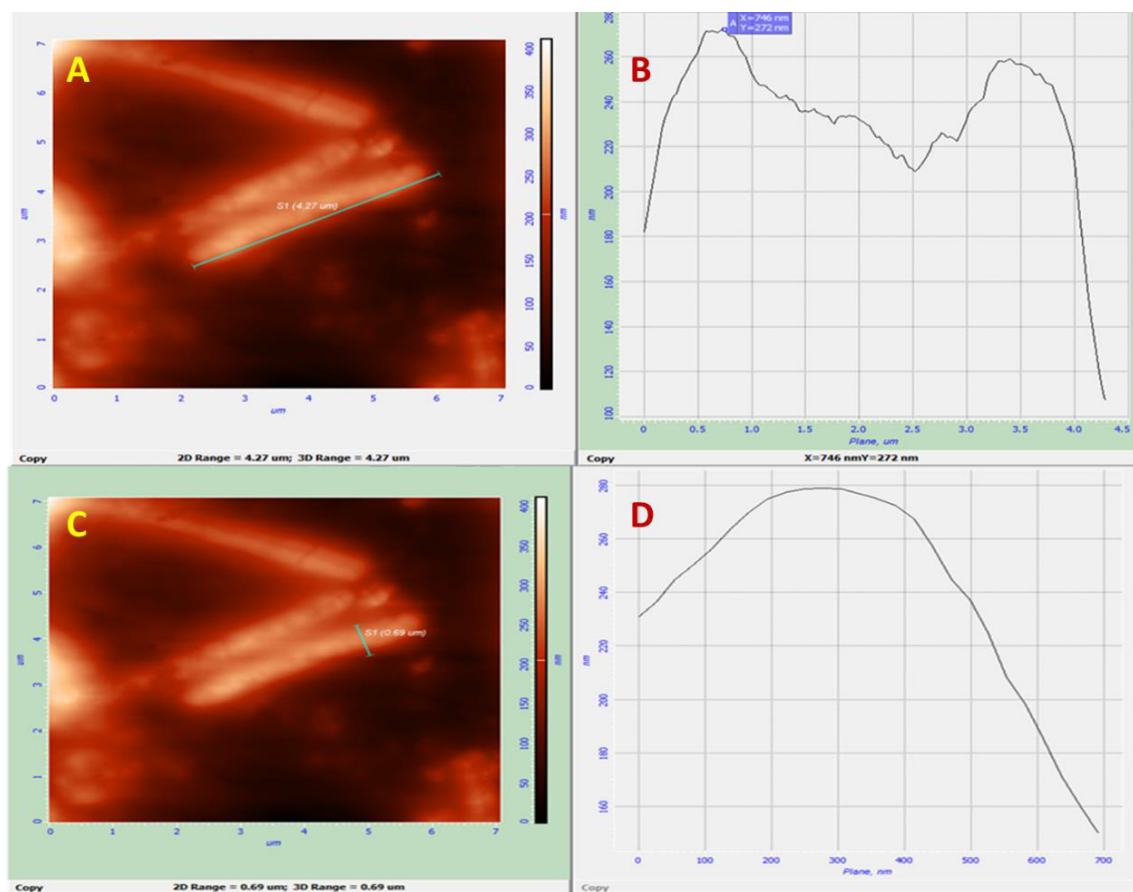 A
7
6
5
4
3
2
1
0
um
S1 (4.27 um)
0 1 2 3 4 5 6 7
um
400
350
300
250
200
150
100
50
0
nm
Copy 2D Range = 4.27 um; 3D Range = 4.27 um
B
A X=746 nm
Y=272 nm
280
260
240
220
200
180
160
140
120
100
nm
0 0.5 1.0 1.5 2.0 2.5 3.0 3.5 4.0 4.5
Plane, um
Copy X=746 nmY=272 nm
C
7
6
5
4
3
2
1
0
um
S1 (0.69 um)
0 1 2 3 4 5 6 7
um
400
350
300
250
200
150
100
50
0
nm
Copy 2D Range = 0.69 um; 3D Range = 0.69 um
D
280
260
240
220
200
180
160
nm
0 100 200 300 400 500 600 700
Plane, nm
Copy